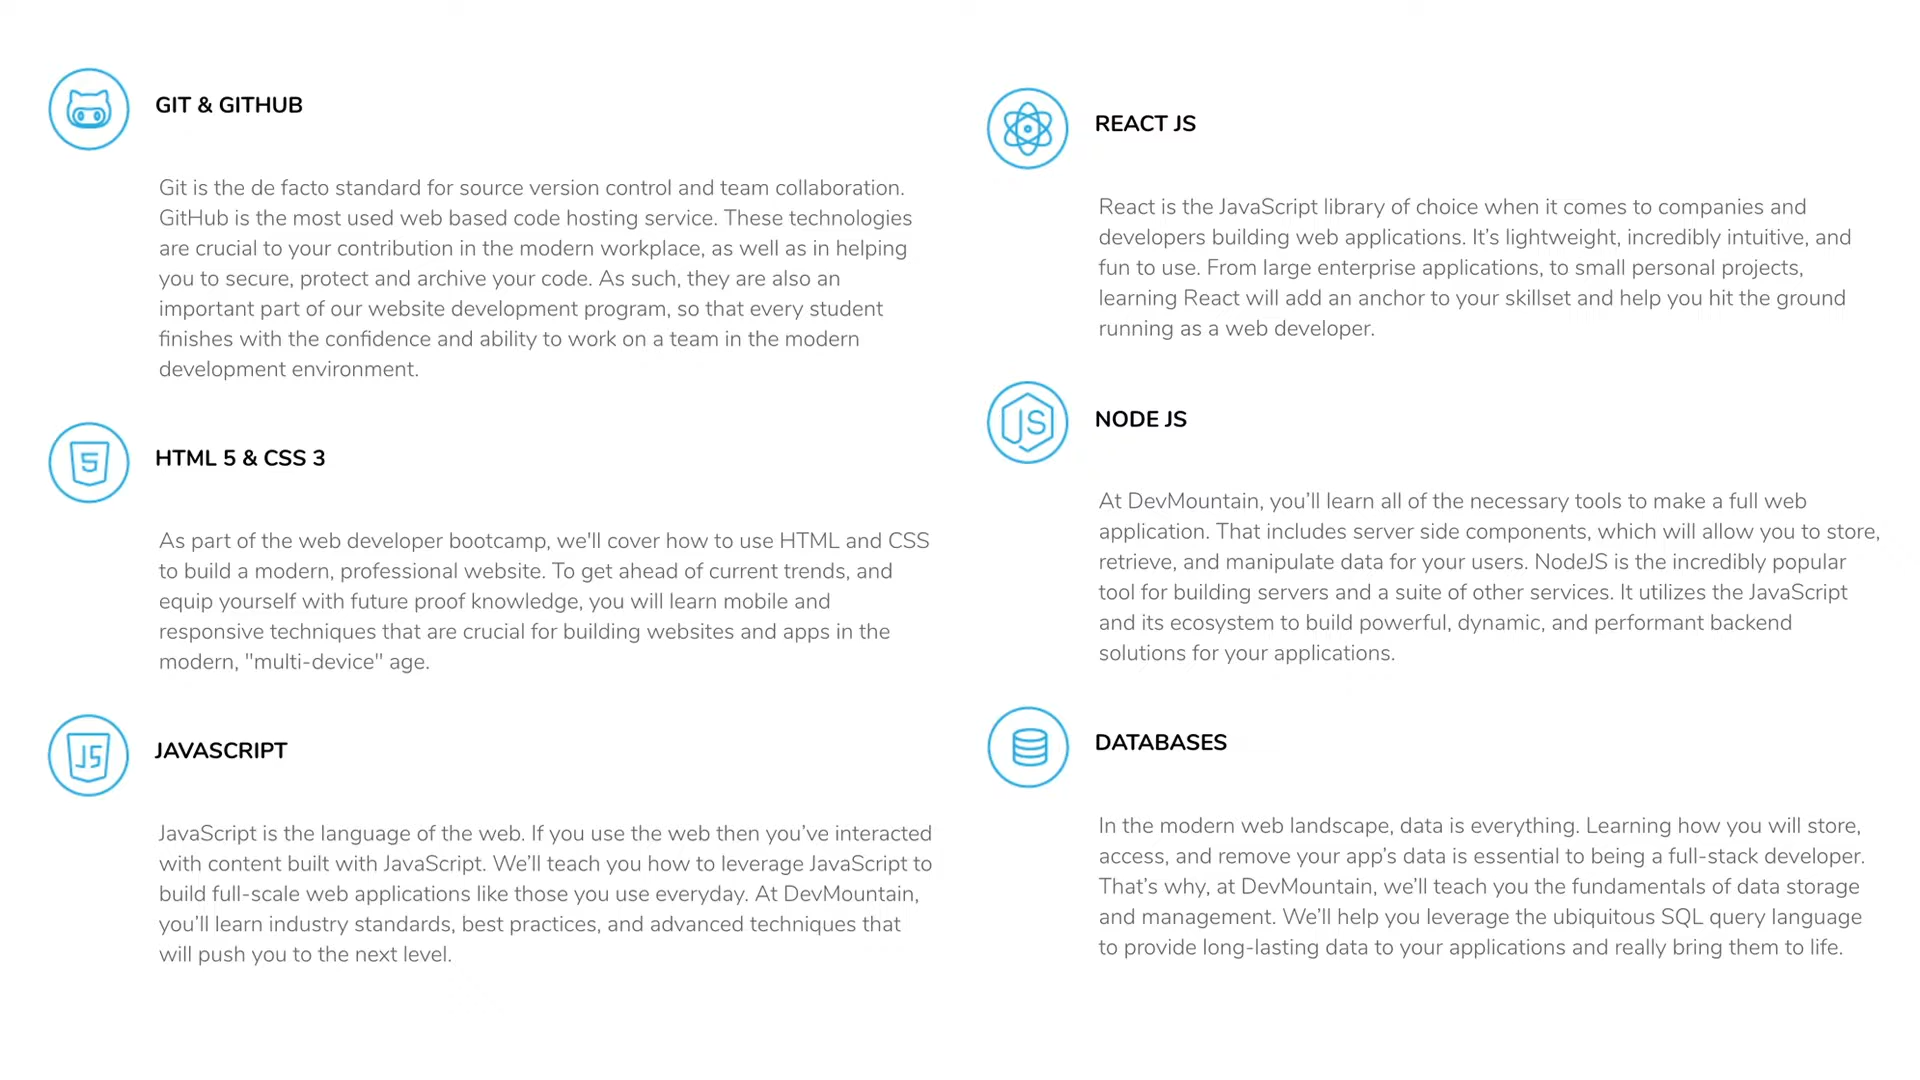 GIT & GITHUB
Git is the de facto standard for source version control and team collaboration.
GitHub is the most used web based code hosting service. These technologies
are crucial to your contribution in the modern workplace, as well as in helping
you to secure, protect and archive your code. As such, they are also an
important part of our website development program, so that every student
finishes with the confidence and ability to work on a team in the modern
development environment.
5
HTML 5 & CSS 3
As part of the web developer bootcamp, we'll cover how to use HTML and CSS
to build a modern, professional website. To get ahead of current trends, and
equip yourself with future proof knowledge, you will learn mobile and
responsive techniques that are crucial for building websites and apps in the
modern, "multi-device" age.
JS
JAVASCRIPT
JavaScript is the language of the web. If you use the web then you’ve interacted
with content built with JavaScript. We’ll teach you how to leverage JavaScript to
build full-scale web applications like those you use everyday. At DevMountain,
you’ll learn industry standards, best practices, and advanced techniques that
will push you to the next level.
REACT JS
React is the JavaScript library of choice when it comes to companies and
developers building web applications. It’s lightweight, incredibly intuitive, and
fun to use. From large enterprise applications, to small personal projects,
learning React will add an anchor to your skillset and help you hit the ground
running as a web developer.
JS
NODE JS
At DevMountain, you’ll learn all of the necessary tools to make a full web
application. That includes server side components, which will allow you to store,
retrieve, and manipulate data for your users. NodeJS is the incredibly popular
tool for building servers and a suite of other services. It utilizes the JavaScript
and its ecosystem to build powerful, dynamic, and performant backend
solutions for your applications.
DATABASES
In the modern web landscape, data is everything. Learning how you will store,
access, and remove your app’s data is essential to being a full-stack developer.
That’s why, at DevMountain, we’ll teach you the fundamentals of data storage
and management. We’ll help you leverage the ubiquitous SQL query language
to provide long-lasting data to your applications and really bring them to life.